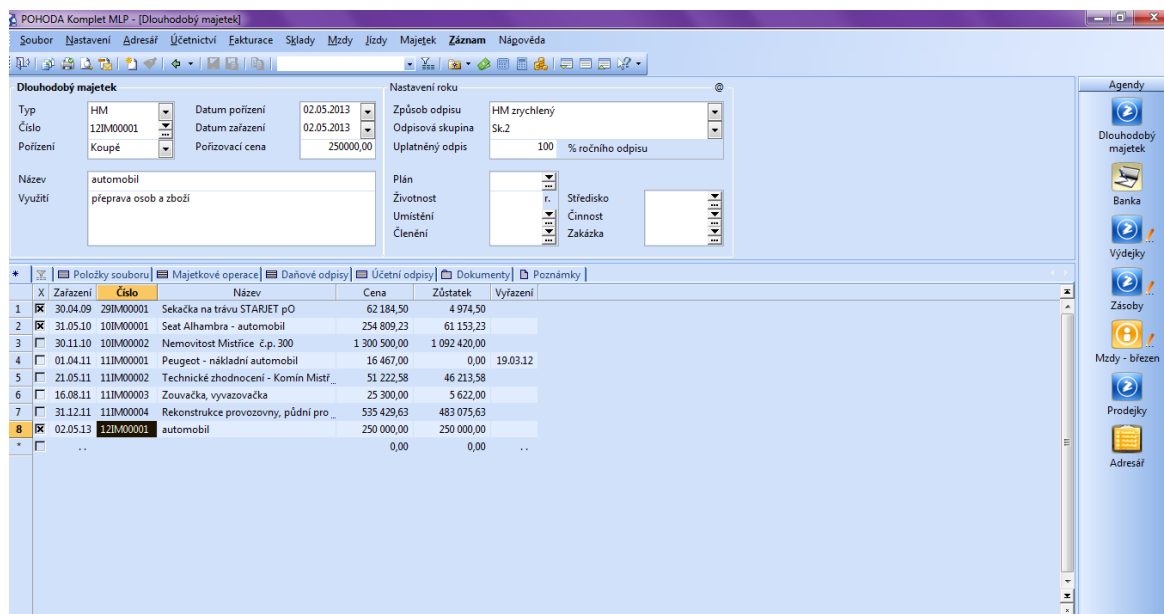 POHODA Komplet MLP - [Dlouhodobý majetek]
Soubor Nastavení Adresář Účetnictví Fakturace Sklady Mzdy Jízdy Majetek Záznam Nápověda
Dlouhodobý majetek
Typ HM Datum pořízení 02.05.2013
Číslo 12IM00001 Datum zařazení 02.05.2013
Pořízení Koupě Pořizovací cena 250000,00
Název automobil
Využití přeprava osob a zboží
Nastavení roku @
Způsob odpisu HM zrychlený
Odpisová skupina Sk.2
Uplatněný odpis 100 % ročního odpisu
Plán
Životnost r. Středisko
Umístění Činnost
Členění Zakázka
* Položky souboru Majetkové operace Daňové odpisy Účetní odpisy Dokumenty Poznámky
X Zařazení Číslo Název Cena Zůstatek Vyřazení
1 30.04.09 29IM00001 Sekačka na trávu STARJET pO 62 184,50 4 974,50
2 31.05.10 10IM00001 Seat Alhambra - automobil 254 809,23 61 153,23
3 30.11.10 10IM00002 Nemovitost Mistřice č.p. 300 1 300 500,00 1 092 420,00
4 01.04.11 11IM00001 Peugeot - nákladní automobil 16 467,00 0,00 19.03.12
5 21.05.11 11IM00002 Technické zhodnocení - Komín Mistř... 51 222,58 46 213,58
6 16.08.11 11IM00003 Zouvačka, vyvazovačka 25 300,00 5 622,00
7 31.12.11 11IM00004 Rekonstrukce provozovny, půdní pro... 535 429,63 483 075,63
8 02.05.13 12IM00001 automobil 250 000,00 250 000,00
* . . 0,00 0,00 . .
Agendy
Dlouhodobý
majetek
Banka
Výdejky
Zásoby
Mzdy - březen
Prodejky
Adresář